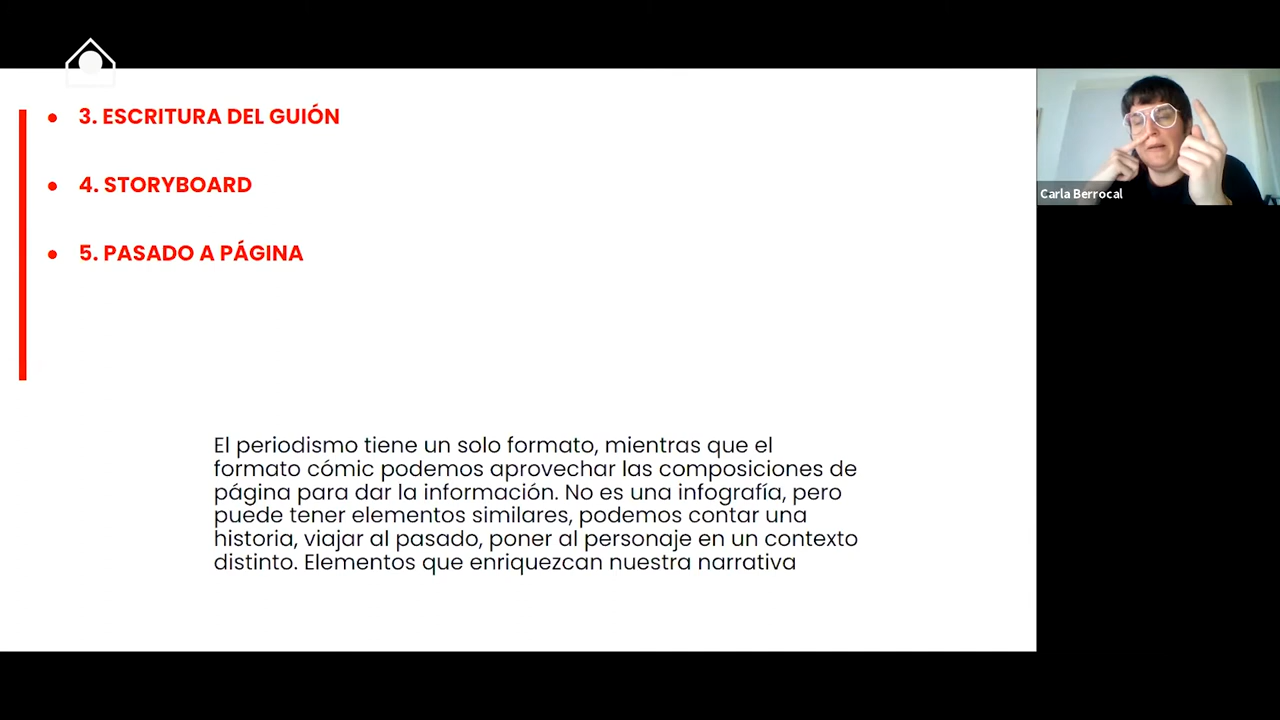 3. ESCRITURA DEL GUIÓN
4. STORYBOARD
5. PASADO A PÁGINA
El periodismo tiene un solo formato, mientras que el
formato cómic podemos aprovechar las composiciones de
página para dar la información. No es una infografía, pero
puede tener elementos similares, podemos contar una
historia, viajar al pasado, poner al personaje en un contexto
distinto. Elementos que enriquezcan nuestra narrativa
Carla Berrocal